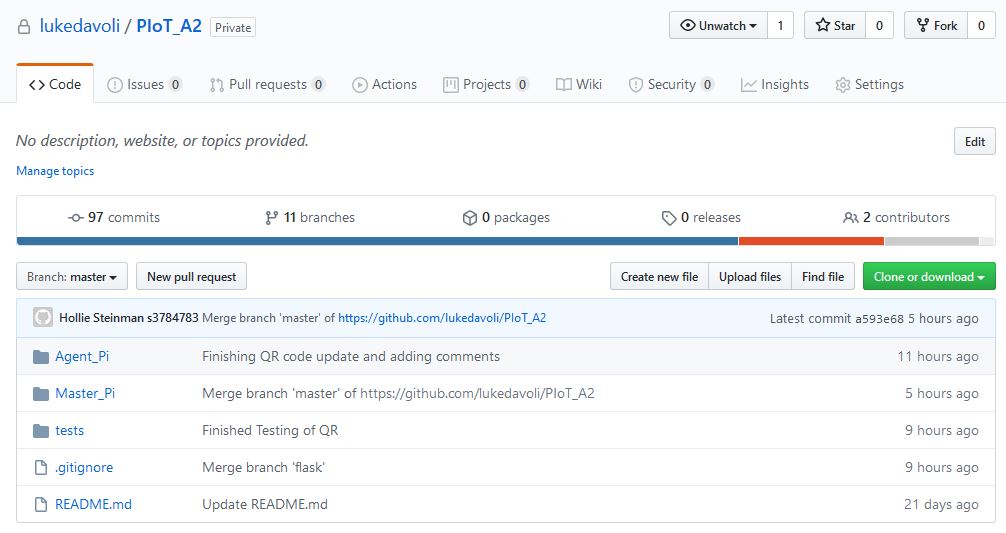 lukedavoli / PIoT_A2 Private Unwatch 1 Star 0 Fork 0
Code Issues 0 Pull requests 0 Actions Projects 0 Wiki Security 0 Insights Settings
No description, website, or topics provided. Edit
Manage topics
97 commits 11 branches 0 packages 0 releases 2 contributors
Branch: master New pull request Create new file Upload files Find file Clone or download
Hollie Steinman s3784783 Merge branch 'master' of https://github.com/lukedavoli/PIoT_A2 Latest commit a593e68 5 hours ago
Agent_Pi Finishing QR code update and adding comments 11 hours ago
Master_Pi Merge branch 'master' of https://github.com/lukedavoli/PIoT_A2 5 hours ago
tests Finished Testing of QR 9 hours ago
.gitignore Merge branch 'flask' 9 hours ago
README.md Update README.md 21 days ago